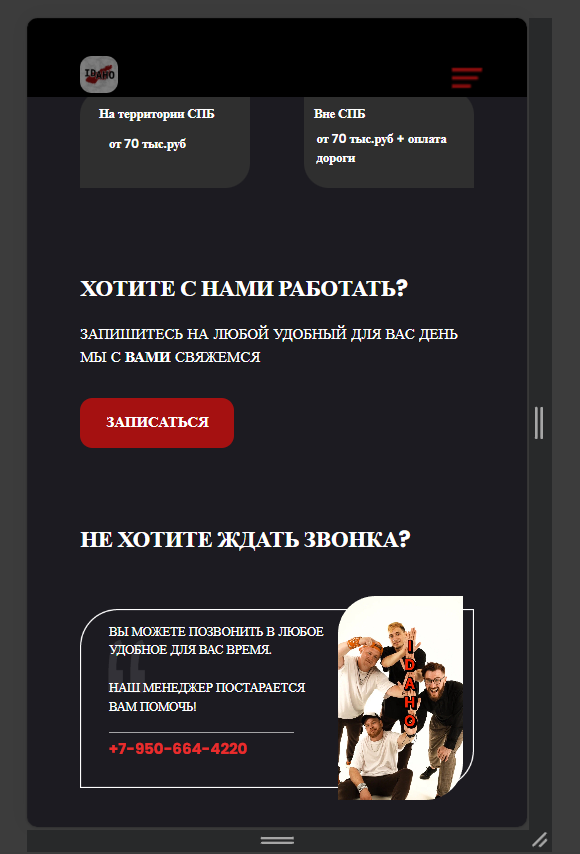 IDAHO
На территории СПБ
от 70 тыс.руб
Вне СПБ
от 70 тыс.руб + оплата
дороги
ХОТИТЕ С НАМИ РАБОТАТЬ?
ЗАПИШИТЕСЬ НА ЛЮБОЙ УДОБНЫЙ ДЛЯ ВАС ДЕНЬ
МЫ С ВАМИ СВЯЖЕМСЯ
ЗАПИСАТЬСЯ
НЕ ХОТИТЕ ЖДАТЬ ЗВОНКА?
ВЫ МОЖЕТЕ ПОЗВОНИТЬ В ЛЮБОЕ
УДОБНОЕ ДЛЯ ВАС ВРЕМЯ.
НАШ МЕНЕДЖЕР ПОСТАРАЕТСЯ
ВАМ ПОМОЧЬ!
+7-950-664-4220
IDAHO